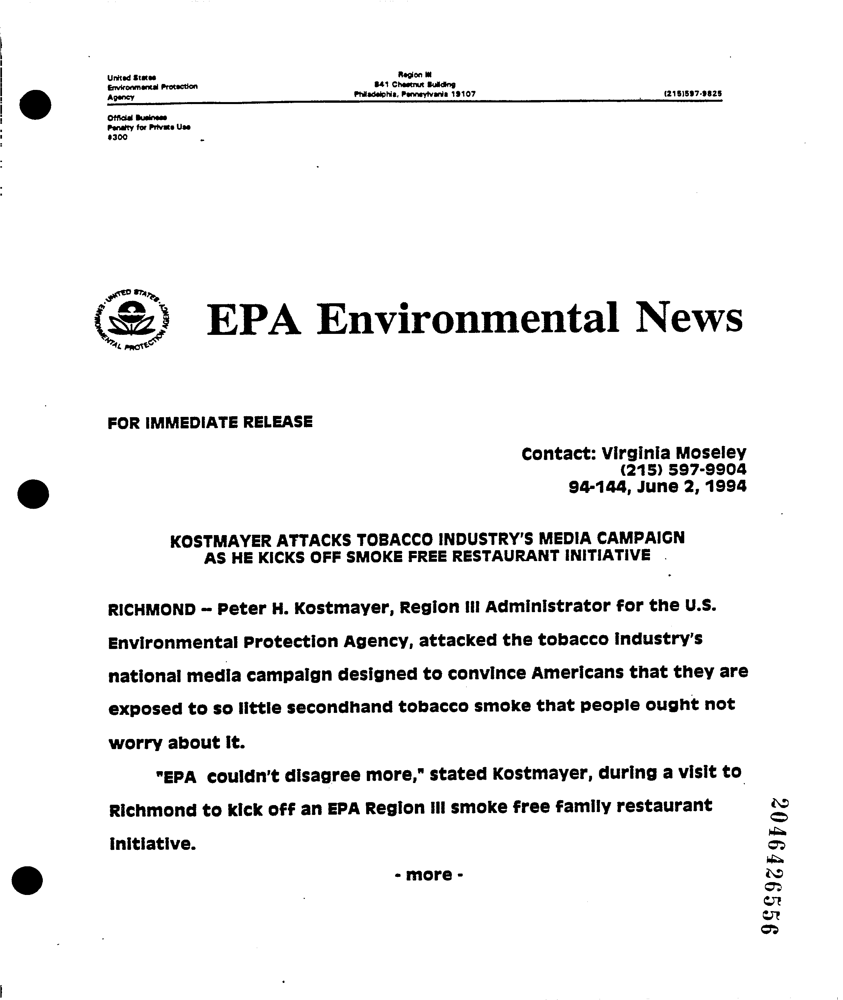 United States
Environmental Protection
Agency
Region III
841 Chestnut Building
Philadelphia, Pennsylvania 19107
(215)597-9825
Official Business
Penalty for Private Use
$300
UNITED STATES
ENVIRONMENTAL PROTECTION AGENCY
EPA Environmental News
FOR IMMEDIATE RELEASE
Contact: Virginia Moseley
(215) 597-9904
94-144, June 2, 1994
KOSTMAYER ATTACKS TOBACCO INDUSTRY'S MEDIA CAMPAIGN
AS HE KICKS OFF SMOKE FREE RESTAURANT INITIATIVE
RICHMOND -- Peter H. Kostmayer, Region III Administrator for the U.S.
Environmental Protection Agency, attacked the tobacco industry's
national media campaign designed to convince Americans that they are
exposed to so little secondhand tobacco smoke that people ought not
worry about it.
"EPA couldn't disagree more," stated Kostmayer, during a visit to
Richmond to kick off an EPA Region III smoke free family restaurant
initiative.
- more -
2046426556